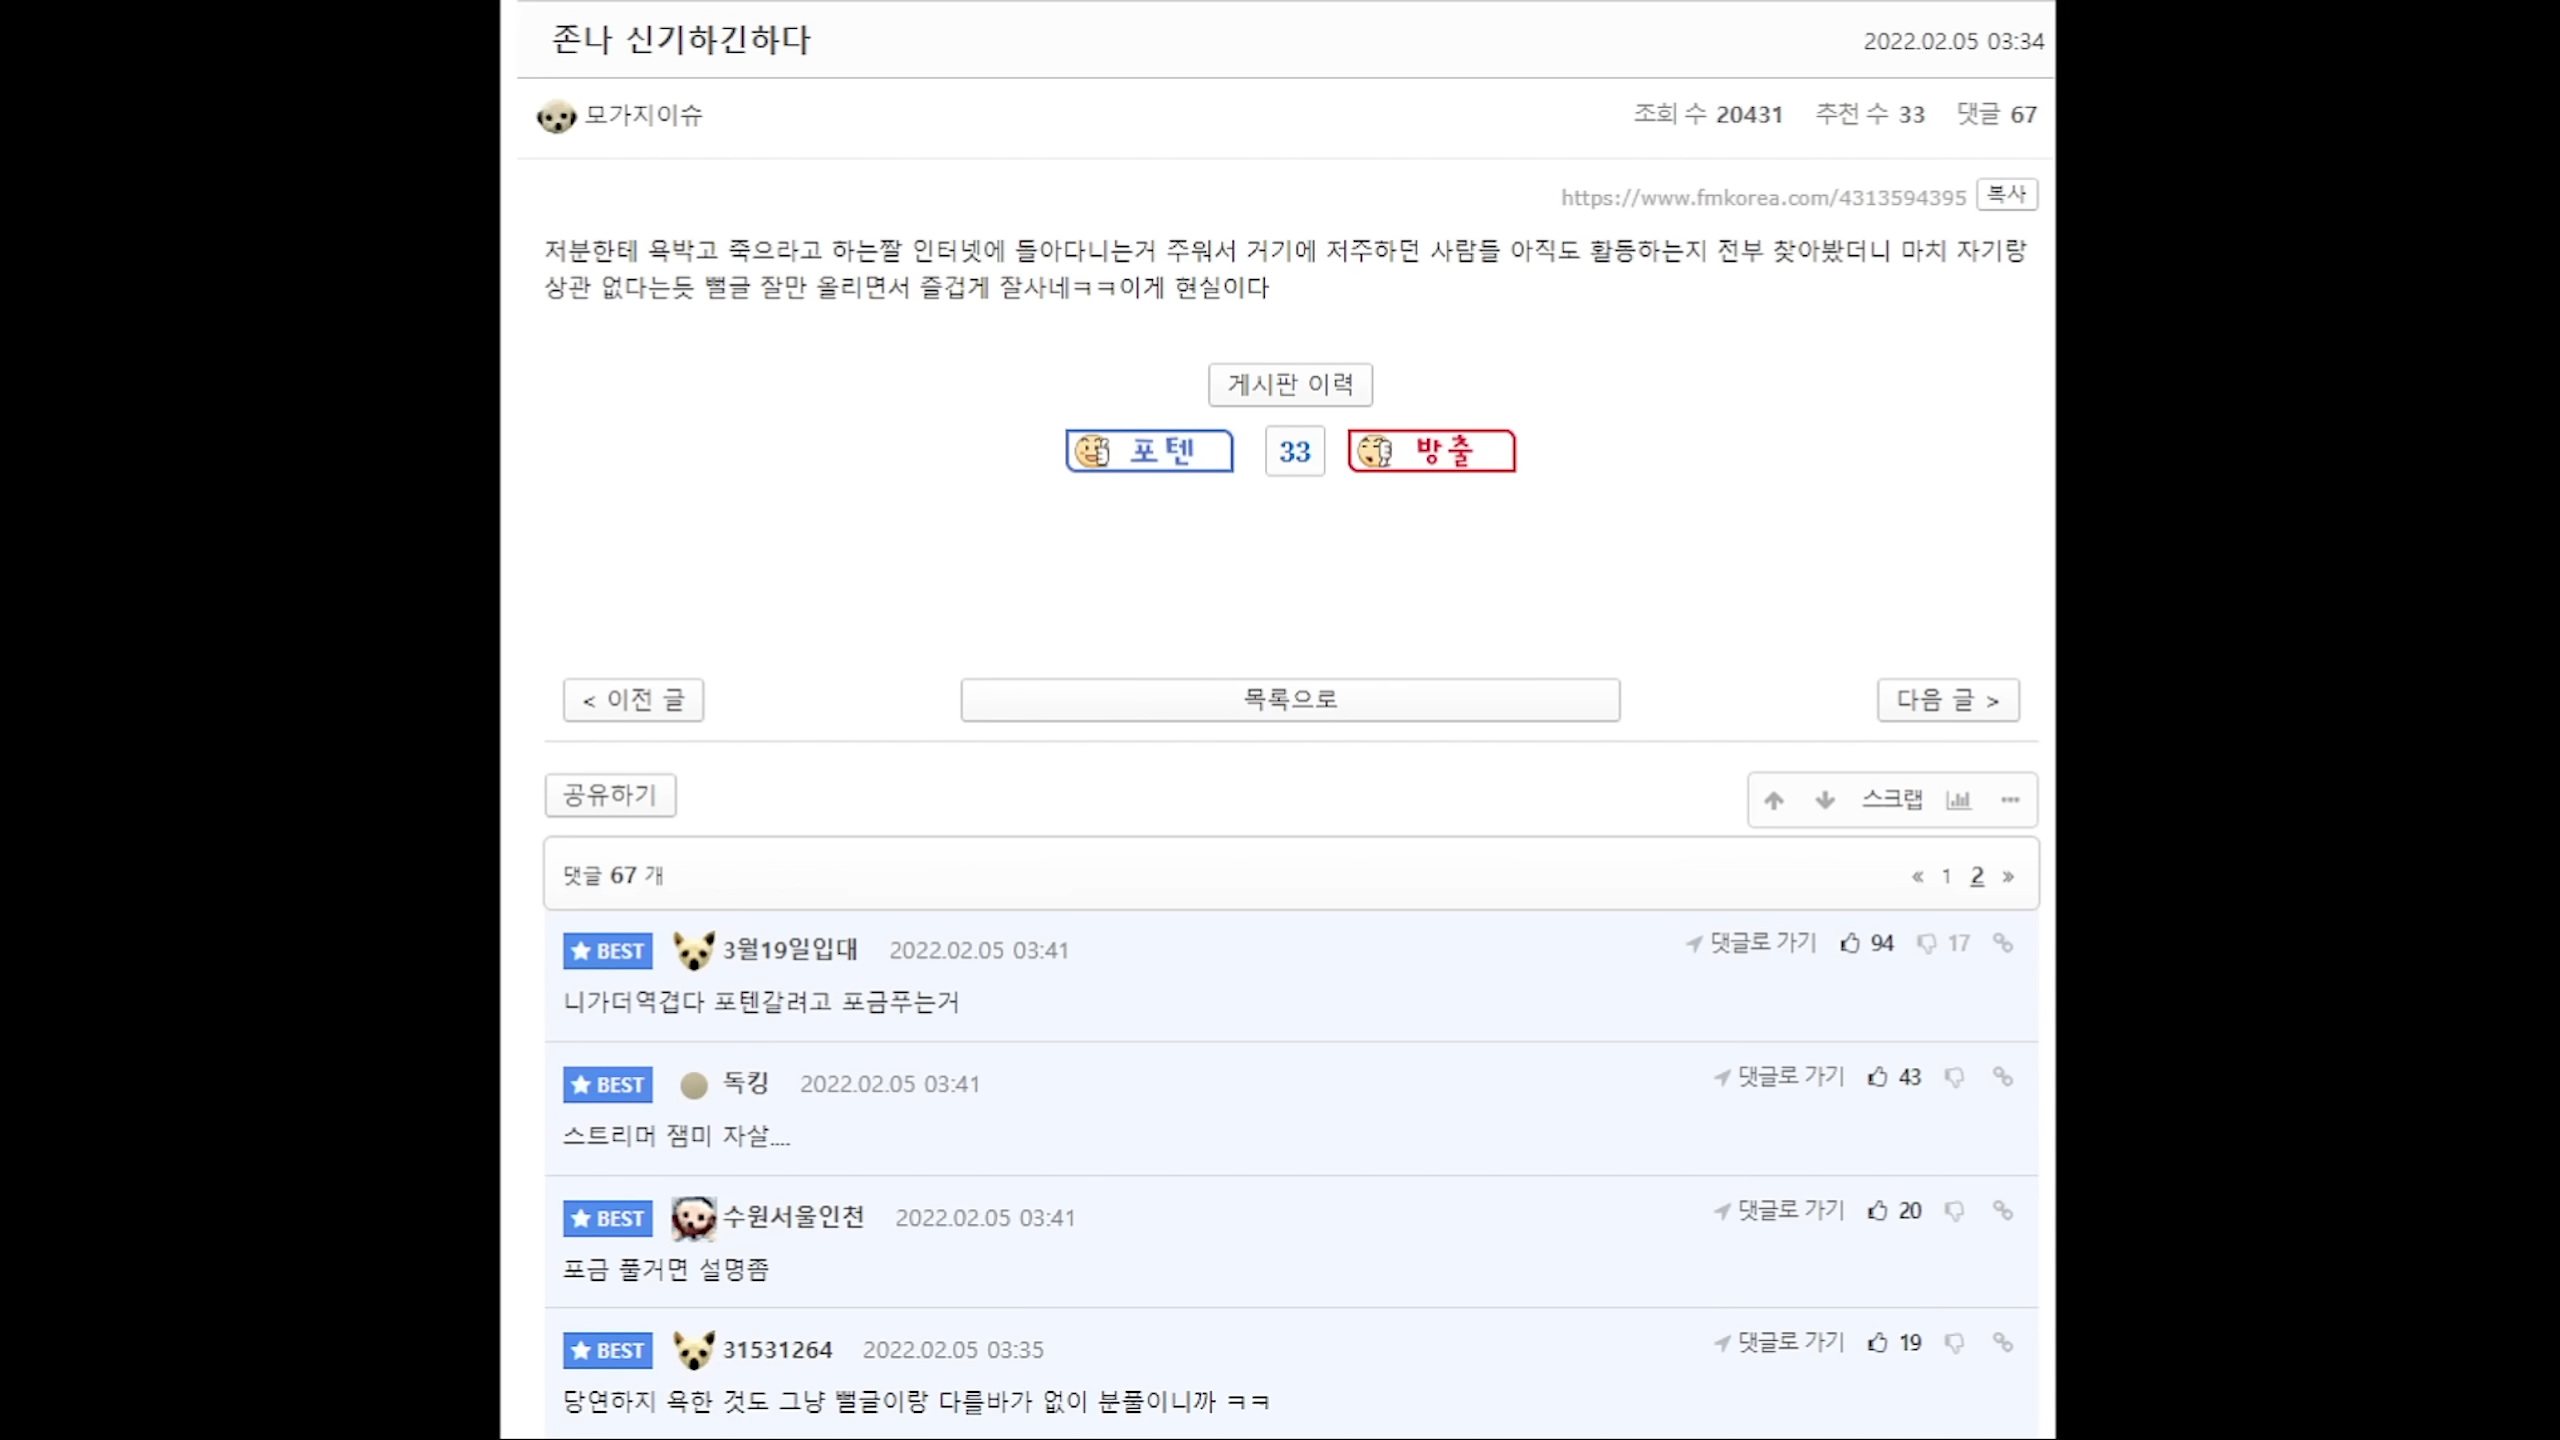 존나 신기하긴하다 2022.02.05 03:34
모가지이슈 조회 수 20431 추천 수 33 댓글 67
https://www.fmkorea.com/4313594395 복사
저분한테 욕박고 죽으라고 하는짤 인터넷에 돌아다니는거 주워서 거기에 저주하던 사람들 아직도 활동하는지 전부 찾아봤더니 마치 자기랑
상관 없다는듯 뻘글 잘만 올리면서 즐겁게 잘사네ㅋㅋ이게 현실이다
게시판 이력
포텐 33 방출
< 이전 글 목록으로 다음 글 >
공유하기 스크랩 ...
댓글 67 개 « 1 2 »
★ BEST 3월19일입대 2022.02.05 03:41 댓글로 가기 94 17
니가더역겹다 포텐갈려고 포금푸는거
★ BEST 독킹 2022.02.05 03:41 댓글로 가기 43
스트리머 잼미 자살....
★ BEST 수원서울인천 2022.02.05 03:41 댓글로 가기 20
포금 풀거면 설명좀
★ BEST 31531264 2022.02.05 03:35 댓글로 가기 19
당연하지 욕한 것도 그냥 뻘글이랑 다를바가 없이 분풀이니까 ㅋㅋ